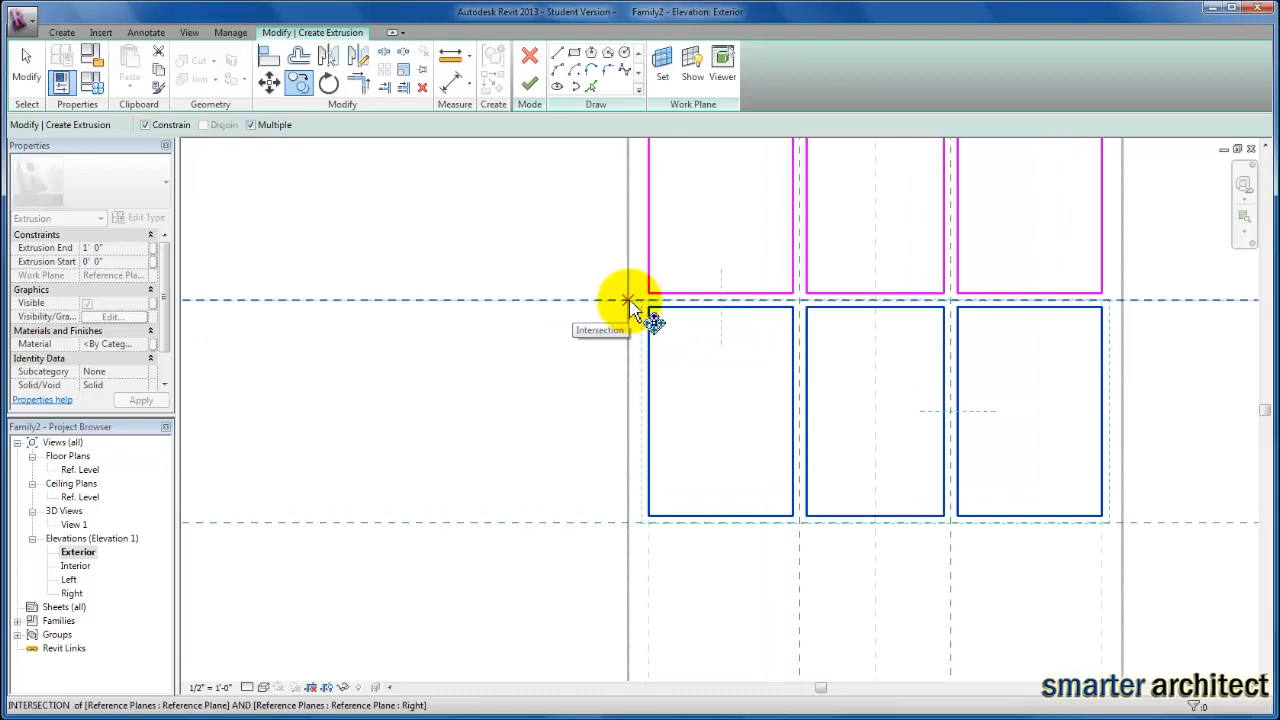 Autodesk Revit 2013 - Student Version - Family2 - Elevation: Exterior
Create Insert Annotate View Manage Modify | Create Extrusion
Modify Paste Cut Join Create Set Show Viewer
Select Properties Clipboard Geometry Modify Measure Create Mode Draw Work Plane
Modify | Create Extrusion Constrain Disjoin Multiple
Properties
Extrusion Edit Type
Constraints
Extrusion End 1' 0"
Extrusion Start 0' 0"
Work Plane Reference Pla...
Graphics
Visible
Visibility/Gra... Edit...
Materials and Finishes
Material <By Categ...
Identity Data
Subcategory None
Solid/Void Solid
Properties help Apply
Intersection
Family2 - Project Browser
Views (all)
Floor Plans
Ref. Level
Ceiling Plans
Ref. Level
3D Views
View 1
Elevations (Elevation 1)
Exterior
Interior
Left
Right
Sheets (all)
Families
Groups
Revit Links
1/2" = 1'-0"
smarter architect
INTERSECTION of [Reference Planes : Reference Plane] AND [Reference Planes : Reference Plane : Right] :0